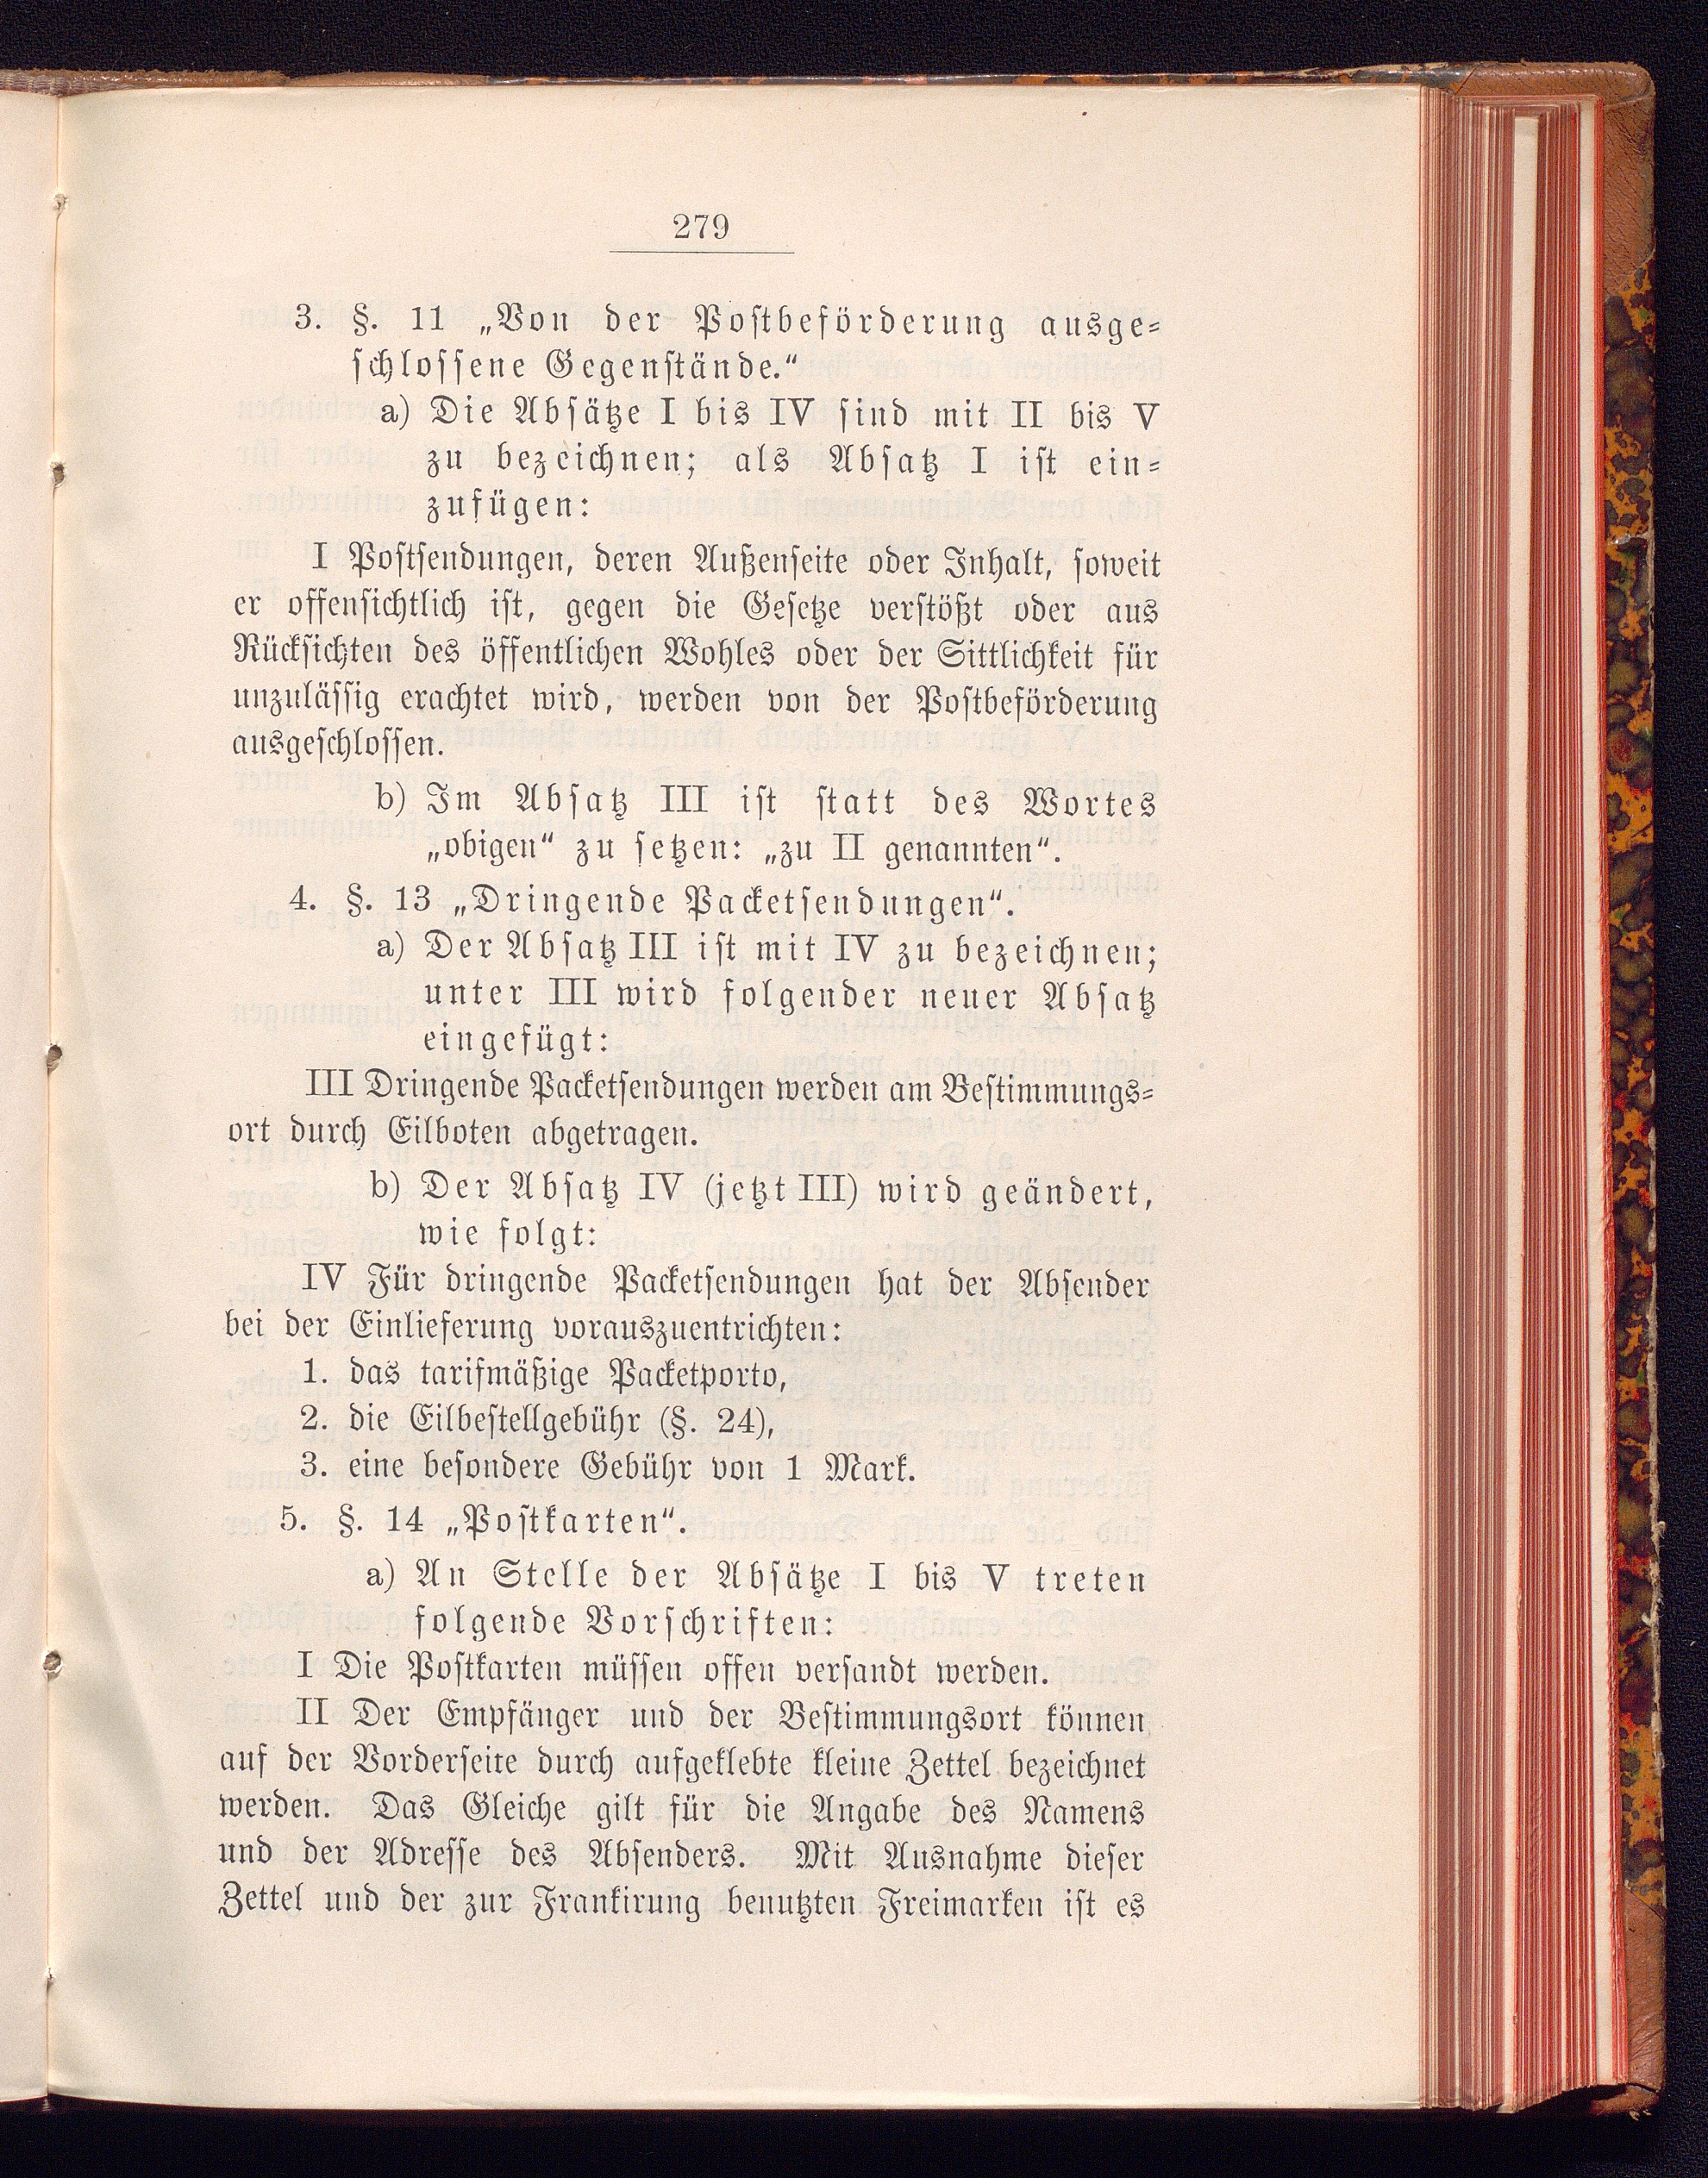 279
3. §. 11 „Von der Postbeförderung ausge-
schlossene Gegenstände.“
a) Die Absätze I bis IV sind mit II bis V
zu bezeichnen; als Absatz I ist ein-
zufügen:
I Postsendungen, deren Außenseite oder Inhalt, soweit
er offensichtlich ist, gegen die Gesetze verstößt oder aus
Rücksichten des öffentlichen Wohles oder der Sittlichkeit für
unzulässig erachtet wird, werden von der Postbeförderung
ausgeschlossen.
b) Im Absatz III ist statt des Wortes
„obigen“ zu setzen: „zu II genannten“.
4. §. 13 „Dringende Packetsendungen“.
a) Der Absatz III ist mit IV zu bezeichnen;
unter III wird folgender neuer Absatz
eingefügt:
III Dringende Packetsendungen werden am Bestimmungs-
ort durch Eilboten abgetragen.
b) Der Absatz IV (jetzt III) wird geändert,
wie folgt:
IV Für dringende Packetsendungen hat der Absender
bei der Einlieferung vorauszuentrichten:
1. das tarifmäßige Packetporto,
2. die Eilbestellgebühr (§. 24),
3. eine besondere Gebühr von 1 Mark.
5. §. 14 „Postkarten“.
a) An Stelle der Absätze I bis V treten
folgende Vorschriften:
I Die Postkarten müssen offen versandt werden.
II Der Empfänger und der Bestimmungsort können
auf der Vorderseite durch aufgeklebte kleine Zettel bezeichnet
werden. Das Gleiche gilt für die Angabe des Namens
und der Adresse des Absenders. Mit Ausnahme dieser
Zettel und der zur Frankirung benutzten Freimarken ist es